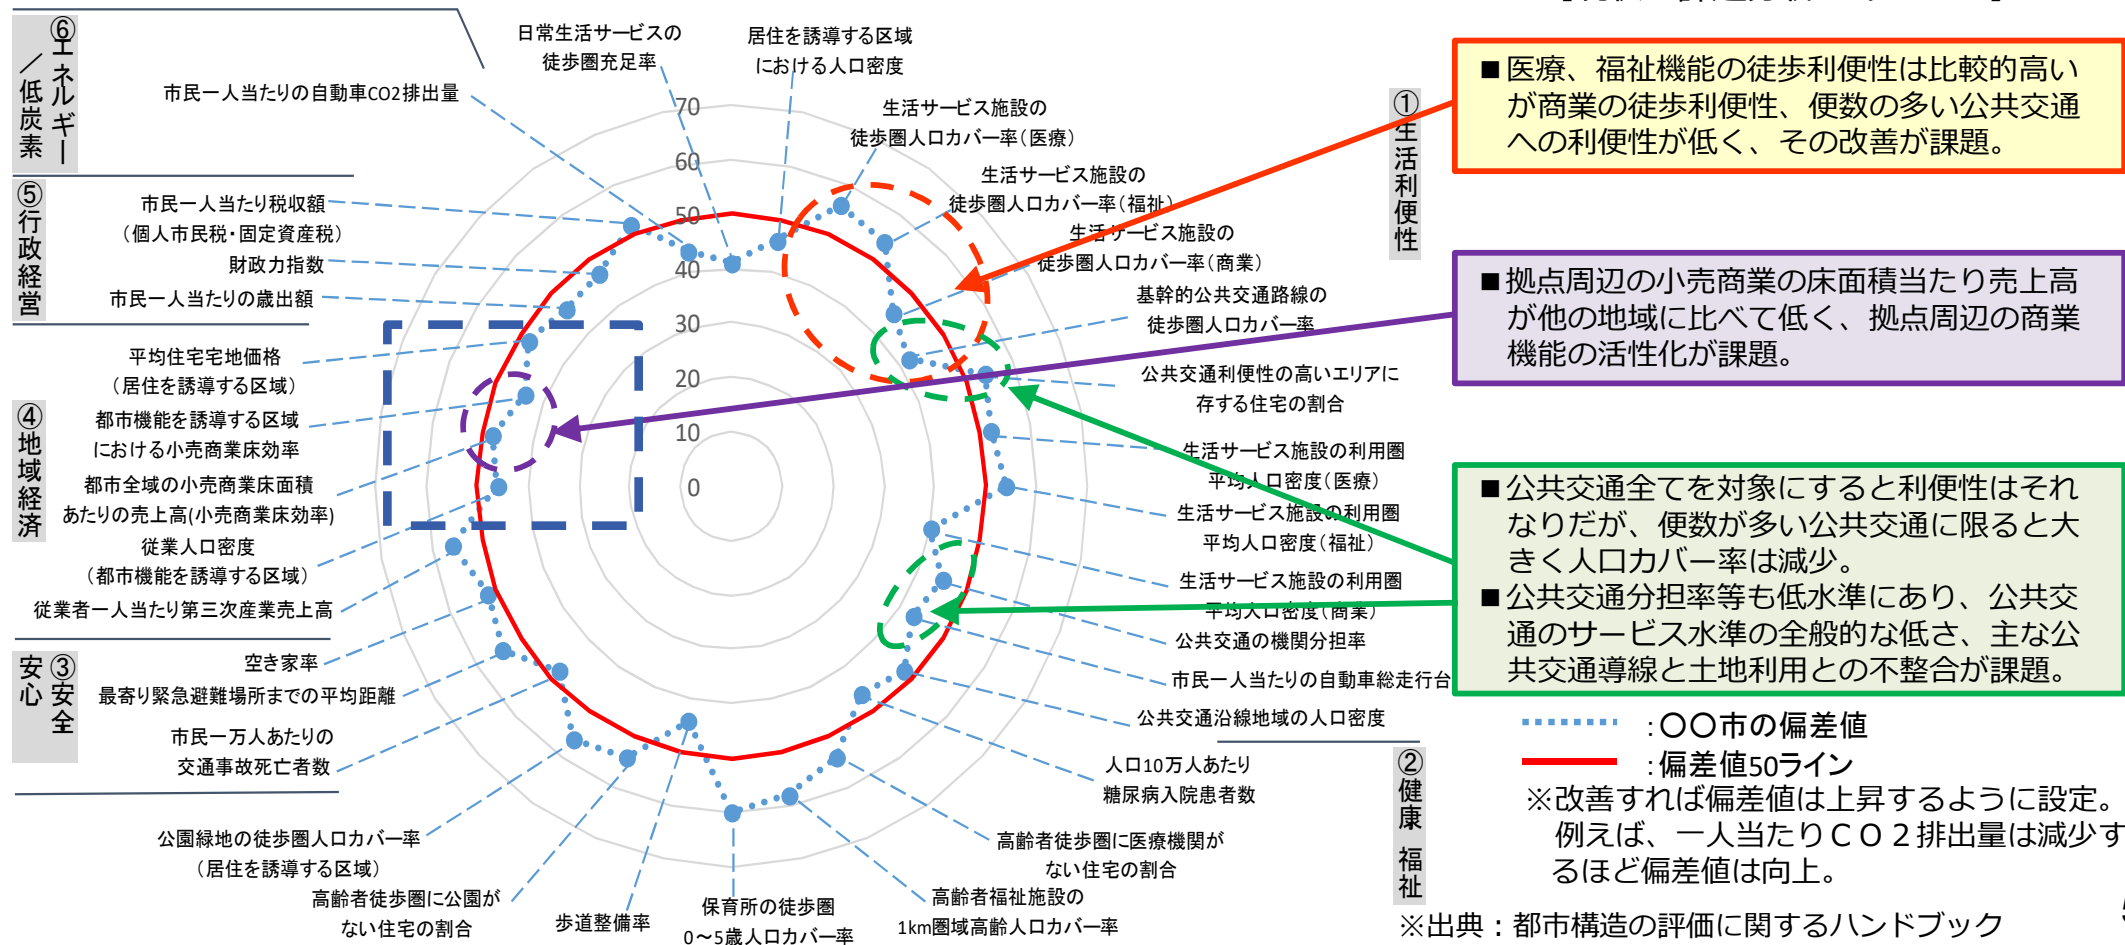 ⑥エネルギー
／低炭素
日常生活サービスの
徒歩圏充足率
居住を誘導する区域
における人口密度
市民一人当たりの自動車CO2排出量
生活サービス施設の
徒歩圏人口カバー率(医療)
生活サービス施設の
徒歩圏人口カバー率(福祉)
生活サービス施設の
徒歩圏人口カバー率(商業)
基幹的公共交通路線の
徒歩圏人口カバー率
公共交通利便性の高いエリアに
存する住宅の割合
生活サービス施設の利用圏
平均人口密度(医療)
生活サービス施設の利用圏
平均人口密度(福祉)
生活サービス施設の利用圏
平均人口密度(商業)
公共交通の機関分担率
市民一人当たりの自動車総走行台
公共交通沿線地域の人口密度
①生活利便性
70
60
50
40
30
20
10
0
⑤行政経営
市民一人当たり税収額
(個人市民税・固定資産税)
財政力指数
市民一人当たりの歳出額
④地域経済
平均住宅宅地価格
(居住を誘導する区域)
都市機能を誘導する区域
における小売商業床効率
都市全域の小売商業床面積
あたりの売上高(小売商業床効率)
従業人口密度
(都市機能を誘導する区域)
従業者一人当たり第三次産業売上高
③安全
安心
空き家率
最寄り緊急避難場所までの平均距離
市民一万人あたりの
交通事故死亡者数
公園緑地の徒歩圏人口カバー率
(居住を誘導する区域)
高齢者徒歩圏に公園が
ない住宅の割合
歩道整備率
保育所の徒歩圏
0～5歳人口カバー率
高齢者福祉施設の
1km圏域高齢人口カバー率
高齢者徒歩圏に医療機関が
ない住宅の割合
人口10万人あたり
糖尿病入院患者数
②健康 福祉
■医療、福祉機能の徒歩利便性は比較的高い
が商業の徒歩利便性、便数の多い公共交通
への利便性が低く、その改善が課題。
■拠点周辺の小売商業の床面積当たり売上高
が他の地域に比べて低く、拠点周辺の商業
機能の活性化が課題。
■公共交通全てを対象にすると利便性はそれ
なりだが、便数が多い公共交通に限ると大
きく人口カバー率は減少。
■公共交通分担率等も低水準にあり、公共交
通のサービス水準の全般的な低さ、主な公
共交通導線と土地利用との不整合が課題。
:〇〇市の偏差値
:偏差値50ライン
※改善すれば偏差値は上昇するように設定。
例えば、一人当たりＣＯ２排出量は減少す
るほど偏差値は向上。
※出典：都市構造の評価に関するハンドブック